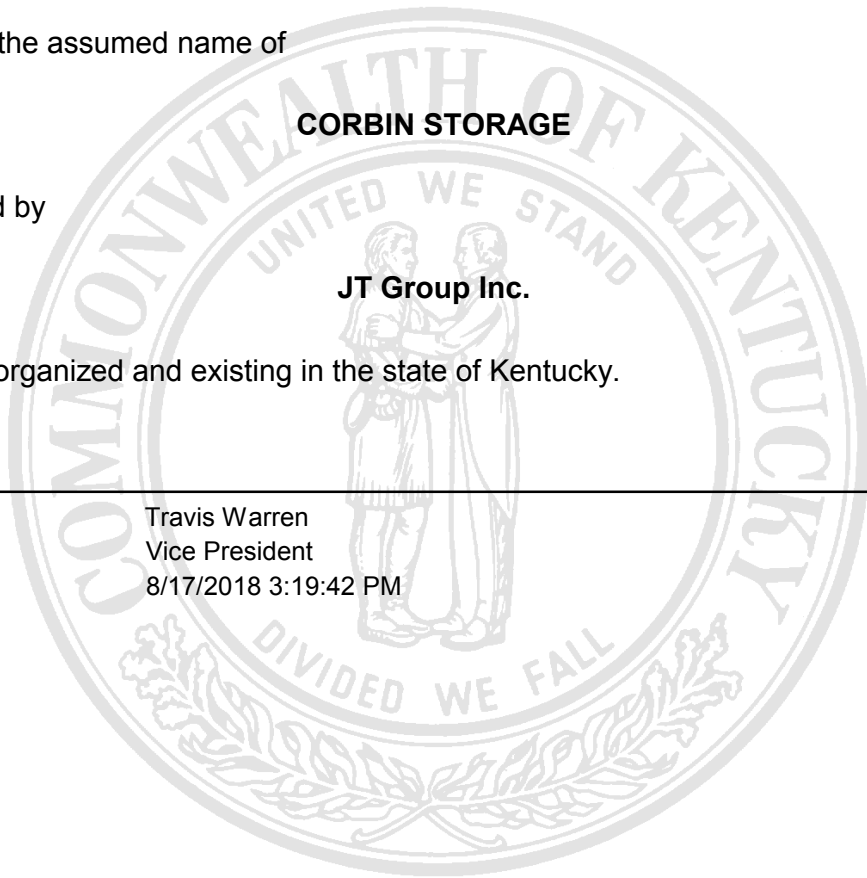 the assumed name of
CORBIN STORAGE
d by
JT Group Inc.
organized and existing in the state of Kentucky.
Travis Warren
Vice President
8/17/2018 3:19:42 PM
COMMONWEALTH OF KENTUCKY
UNITED WE STAND
DIVIDED WE FALL